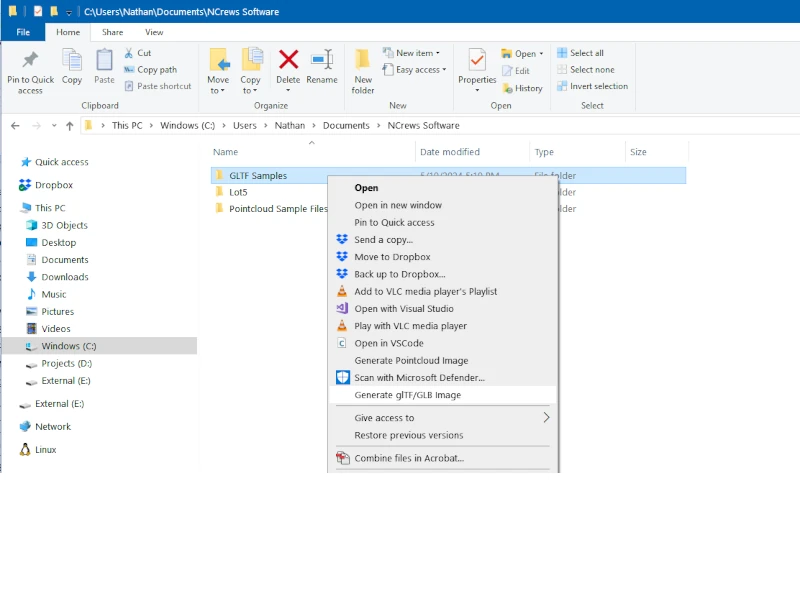 C:\Users\Nathan\Documents\NCrews Software
File Home Share View
Pin to Quick access
Copy
Paste
Cut
Copy path
Paste shortcut
Clipboard
Move to
Copy to
Delete
Rename
Organize
New folder
New item
Easy access
New
Properties
Open
Edit
History
Open
Select all
Select none
Invert selection
Select
This PC > Windows (C:) > Users > Nathan > Documents > NCrews Software
Name Date modified Type Size
Quick access
Dropbox
This PC
3D Objects
Desktop
Documents
Downloads
Music
Pictures
Videos
Windows (C:)
Projects (D:)
External (E:)
External (E:)
Network
Linux
GLTF Samples File folder
Lot5
Pointcloud Sample Files
Open
Open in new window
Pin to Quick access
Send a copy...
Move to Dropbox
Back up to Dropbox...
Add to VLC media player's Playlist
Open with Visual Studio
Play with VLC media player
Open in VSCode
Generate Pointcloud Image
Scan with Microsoft Defender...
Generate glTF/GLB Image
Give access to
Restore previous versions
Combine files in Acrobat...